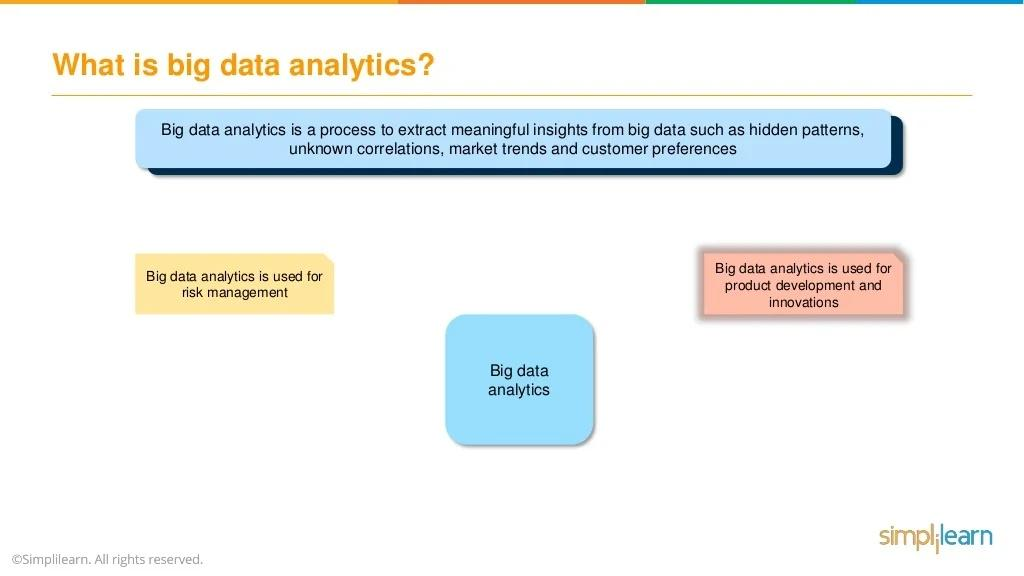 What is big data analytics?
Big data analytics is a process to extract meaningful insights from big data such as hidden patterns,
unknown correlations, market trends and customer preferences
Big data analytics is used for
risk management
Big data analytics is used for
product development and
innovations
Big data
analytics
simplilearn
©Simplilearn. All rights reserved.